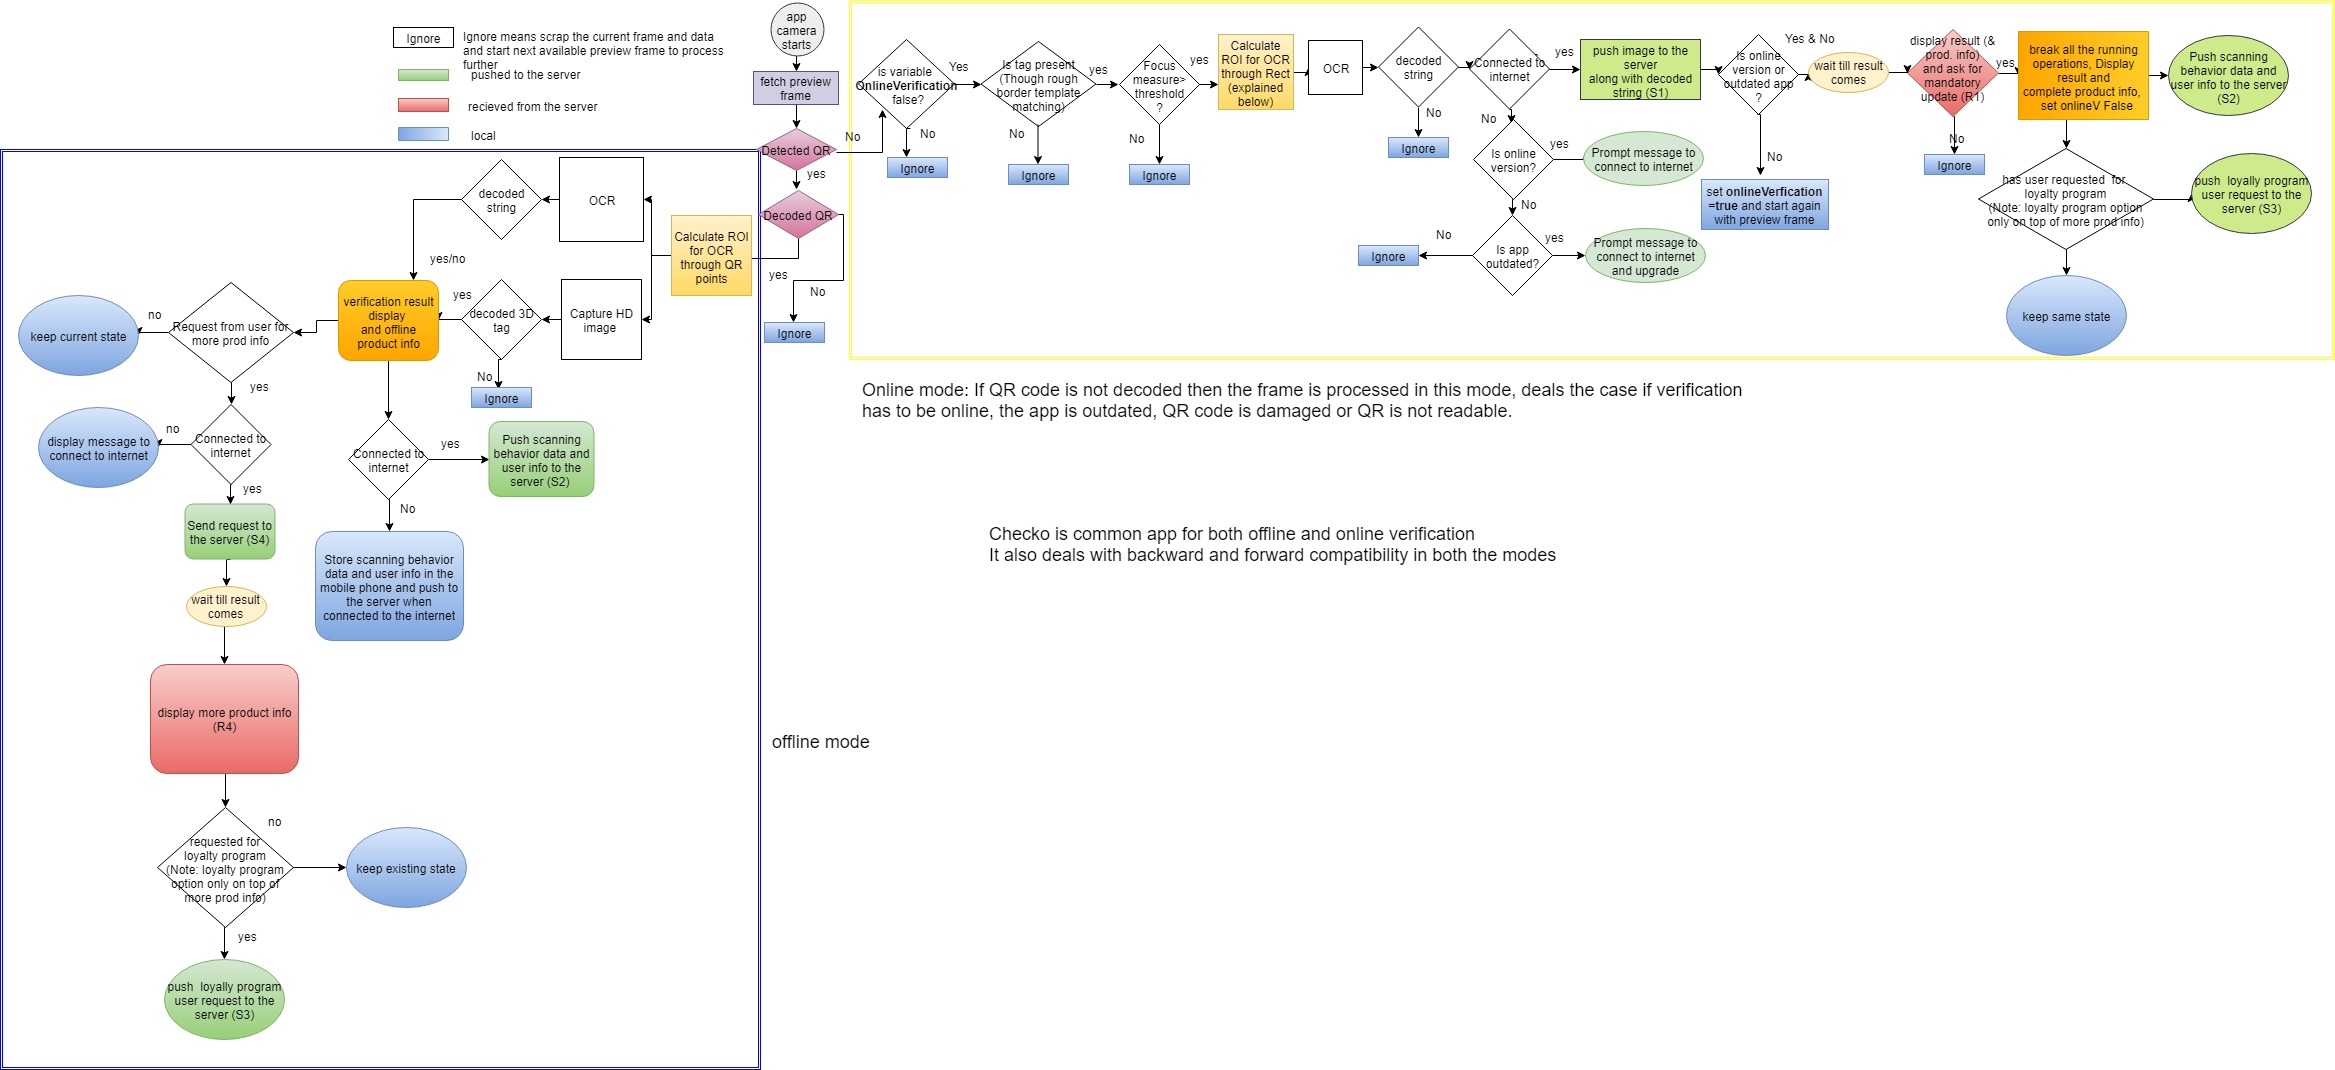 app
camera
starts
Ignore
Ignore means scrap the current frame and data
and start next available preview frame to process
further
pushed to the server
recieved from the server
local
fetch preview
frame
Detected QR
No
yes
Decoded QR
yes
No
Ignore
is variable
OnlineVerification
false?
Yes
No
Ignore
Is tag present
(Though rough
border template
matching)
yes
No
Ignore
Focus
measure>
threshold
?
yes
No
Ignore
Calculate
ROI for OCR
through Rect
(explained
below)
OCR
decoded
string
No
Ignore
Connected to
internet
yes
No
Is online
version?
yes
Prompt message to
connect to internet
No
Is app
outdated?
No
Ignore
yes
Prompt message to
connect to internet
and upgrade
push image to the
server
along with decoded
string (S1)
Is online
version or
outdated app
?
Yes & No
No
set onlineVerfication
=true and start again
with preview frame
wait till result
comes
display result (&
prod. info)
and ask for
mandatory
update (R1)
yes
No
Ignore
break all the running
operations, Display
result and
complete product info,
set onlineV False
Push scanning
behavior data and
user info to the server
(S2)
has user requested  for
loyalty program
(Note: loyalty program option
only on top of more prod info)
push  loyally program
user request to the
server (S3)
keep same state
Online mode: If QR code is not decoded then the frame is processed in this mode, deals the case if verification
has to be online, the app is outdated, QR code is damaged or QR is not readable.
Checko is common app for both offline and online verification
It also deals with backward and forward compatibility in both the modes
offline mode
Calculate ROI
for OCR
through QR
points
OCR
decoded
string
yes/no
Capture HD
image
decoded 3D
tag
yes
No
Ignore
verification result
display
and offline
product info
Request from user for
more prod info
no
keep current state
yes
Connected to
internet
no
display message to
connect to internet
yes
Send request to
the server (S4)
wait till result
comes
display more product info
(R4)
requested for
loyalty program
(Note: loyalty program
option only on top of
more prod info)
no
keep existing state
yes
push  loyally program
user request to the
server (S3)
Connected to
internet
yes
Push scanning
behavior data and
user info to the
server (S2)
No
Store scanning behavior
data and user info in the
mobile phone and push to
the server when
connected to the internet